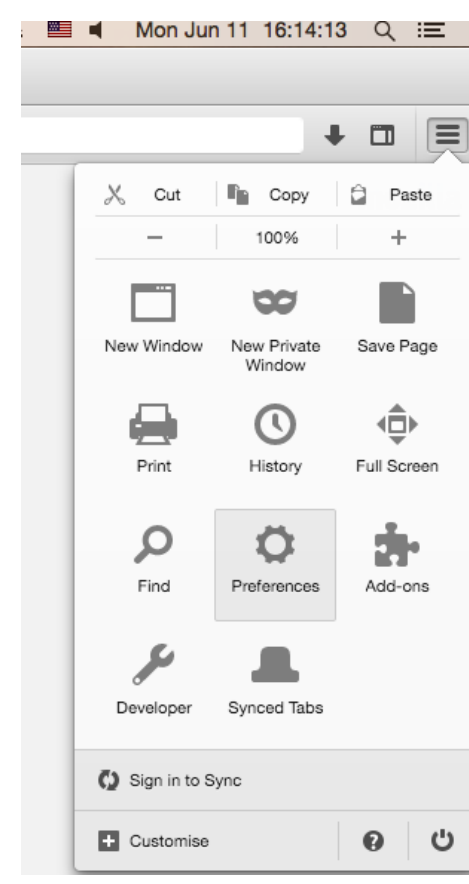 Mon Jun 11 16:14:13
Cut Copy Paste
− 100% +
New Window New Private Window Save Page
Print History Full Screen
Find Preferences Add-ons
Developer Synced Tabs
Sign in to Sync
Customise